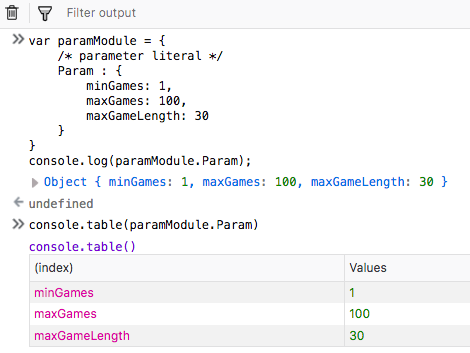 Filter output
>> var paramModule = {
/* parameter literal */
Param : {
minGames: 1,
maxGames: 100,
maxGameLength: 30
}
}
console.log(paramModule.Param);
Object { minGames: 1, maxGames: 100, maxGameLength: 30 }
undefined
>> console.table(paramModule.Param)
console.table()
(index) Values
minGames 1
maxGames 100
maxGameLength 30